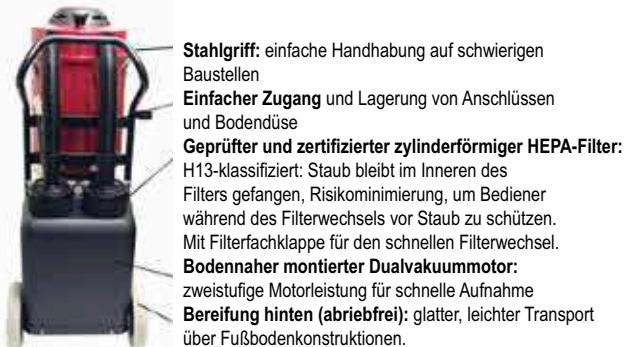 Stahlgriff: einfache Handhabung auf schwierigen
Baustellen
Einfacher Zugang und Lagerung von Anschlüssen
und Bodendüse
Geprüfter und zertifizierter zylinderförmiger HEPA-Filter:
H13-klassifiziert: Staub bleibt im Inneren des
Filters gefangen, Risikominimierung, um Bediener
während des Filterwechsels vor Staub zu schützen.
Mit Filterfachklappe für den schnellen Filterwechsel.
Bodennaher montierter Dualvakuummotor:
zweistufige Motorleistung für schnelle Aufnahme
Bereifung hinten (abriebfrei): glatter, leichter Transport
über Fußbodenkonstruktionen.